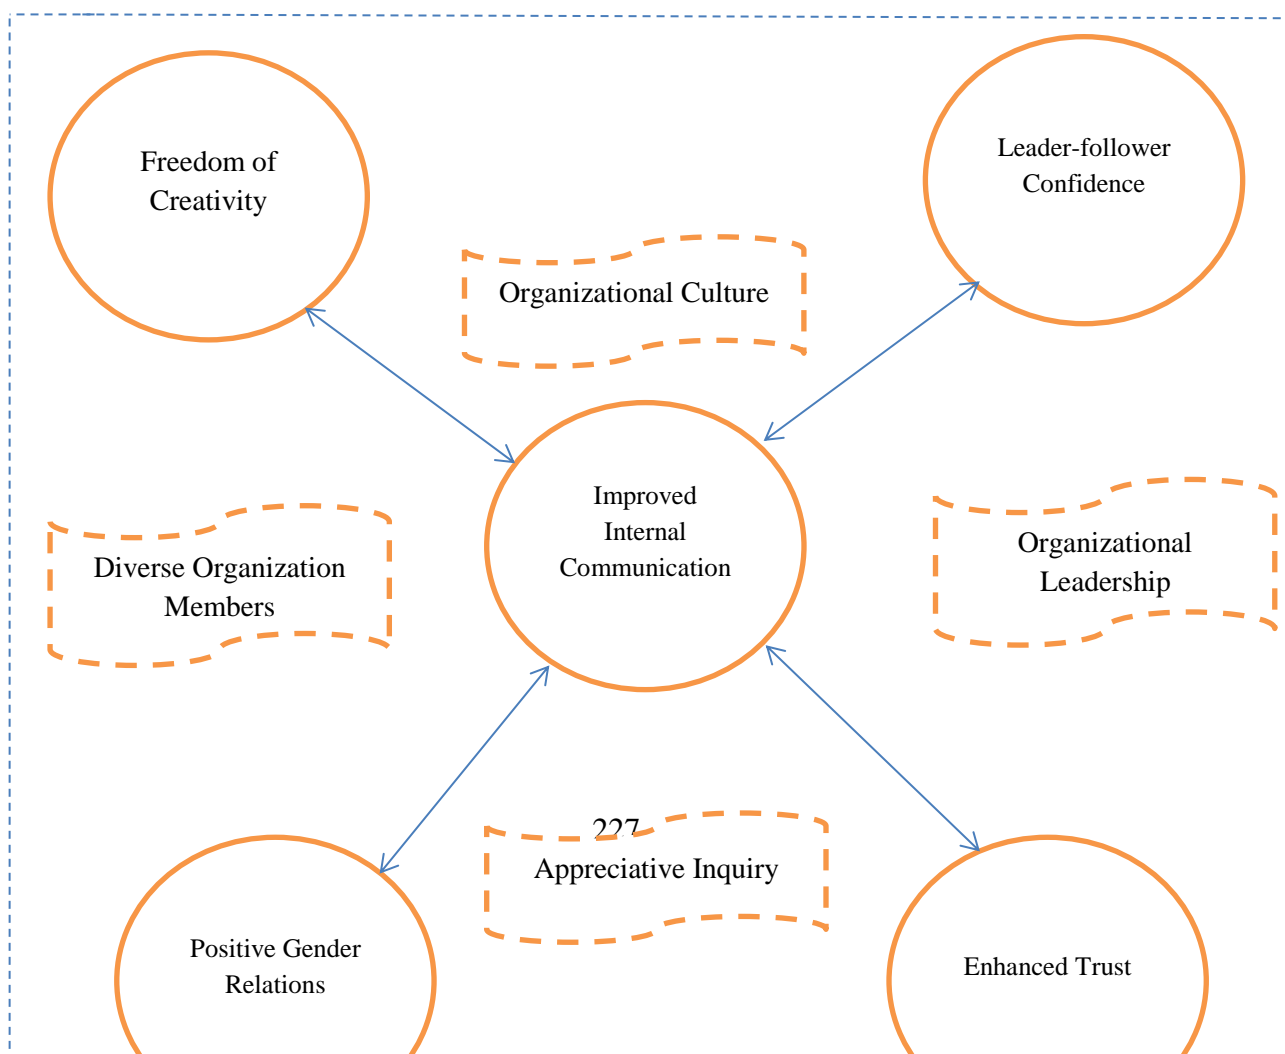 Freedom of
Creativity
Leader-follower
Confidence
Organizational Culture
Improved
Internal
Communication
Diverse Organization
Members
Organizational
Leadership
227
Appreciative Inquiry
Positive Gender
Relations
Enhanced Trust